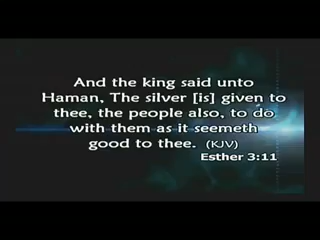 And the king said unto
Haman, The silver [is] given to
thee, the people also, to do
with them as it seemeth
good to thee. (KJV)
Esther 3:11